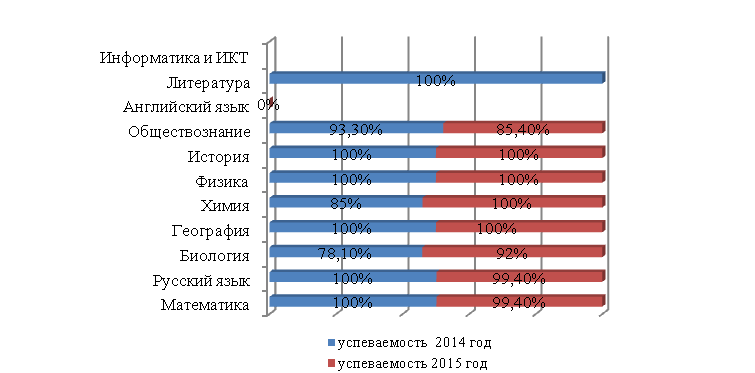 Информатика и ИКТ
Литература 100%
Английский язык 0%
Обществознание 93,30% 85,40%
История 100% 100%
Физика 100% 100%
Химия 85% 100%
География 100% 100%
Биология 78,10% 92%
Русский язык 100% 99,40%
Математика 100% 99,40%
успеваемость 2014 год
успеваемость 2015 год